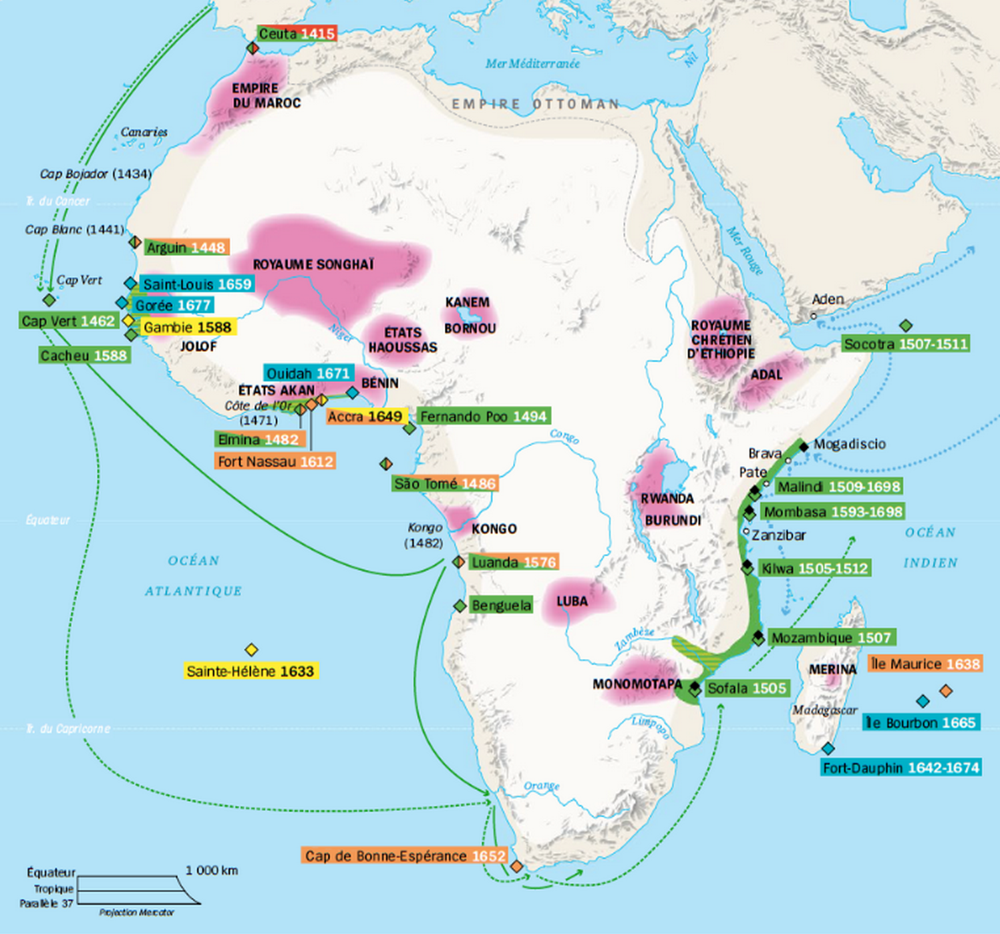 Ceuta 1415
Mer Méditerranée
Nil
EMPIRE
DU MAROC
EMPIRE OTTOMAN
Canaries
Cap Bojador (1434)
Tr. du Cancer
Cap Blanc (1441)
Arguin 1448
Mer Rouge
ROYAUME SONGHAÏ
Cap Vert
Saint-Louis 1659
Gorée 1677
Cap Vert 1462
Gambie 1588
JOLOF
Cacheu 1588
Niger
KANEM
BORNOU
ÉTATS
HAOUSSAS
Aden
ROYAUME
CHRÉTIEN
D'ÉTHIOPIE
Socotra 1507-1511
ADAL
Ouidah 1671
BÉNIN
ÉTATS AKAN
Côte de l'Or
(1471)
Accra 1649
Fernando Poo 1494
Elmina 1482
Fort Nassau 1612
São Tomé 1486
Congo
Mogadiscio
Brava
Pate
Malindi 1509-1698
RWANDA
BURUNDI
Mombasa 1593-1698
Équateur
Kongo
(1482)
KONGO
Zanzibar
OCÉAN
INDIEN
OCÉAN
ATLANTIQUE
Luanda 1576
Kilwa 1505-1512
LUBA
Benguela
Zambèze
Mozambique 1507
Sainte-Hélène 1633
MERINA
Île Maurice 1638
MONOMOTAPA
Sofala 1505
Madagascar
Île Bourbon 1665
Tr. du Capricorne
Limpopo
Fort-Dauphin 1642-1674
Orange
Cap de Bonne-Espérance 1652
Équateur
1 000 km
Tropique
Parallèle 37
Projection Mercator